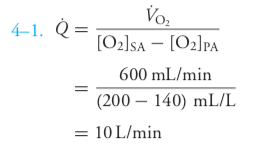 4–1. Q̇ = V̇O₂ / ([O₂]SA − [O₂]PA)
= 600 mL/min / ((200 − 140) mL/L)
= 10 L/min